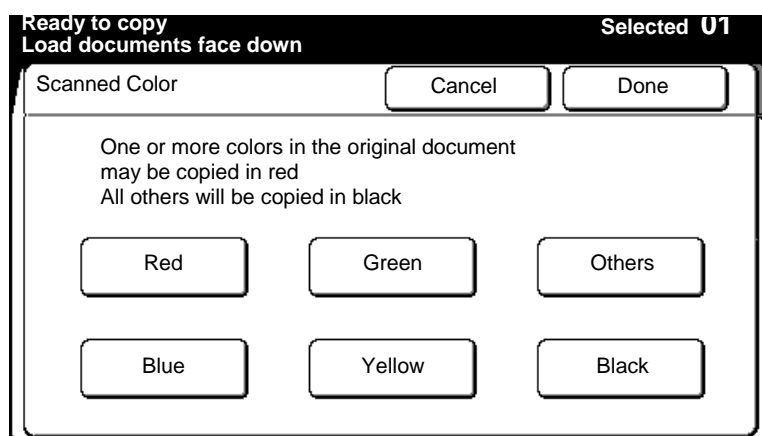 Ready to copy Selected 01
Load documents face down
Scanned Color Cancel Done
One or more colors in the original document
may be copied in red
All others will be copied in black
Red Green Others
Blue Yellow Black